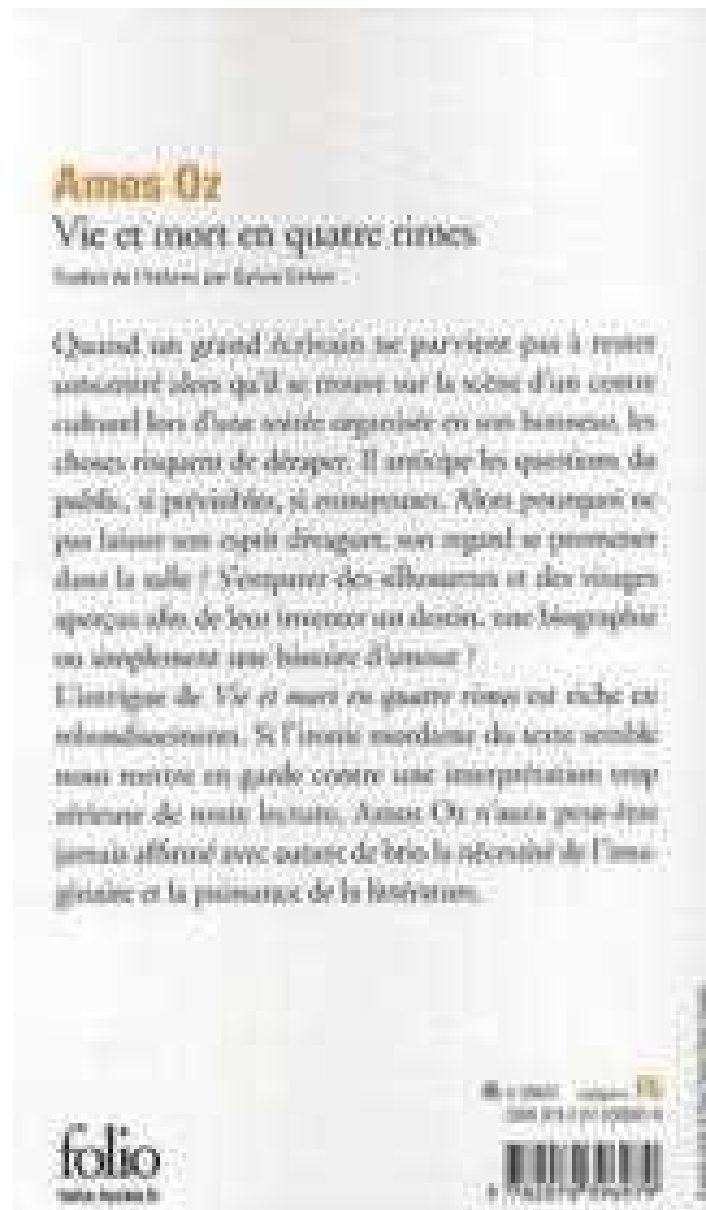 Amos Oz
Vie et mort en quatre rimes
Traduit de l'hébreu par Sylvie Cohen
Quand un grand écrivain ne parvient pas à rester
concentré alors qu'il se trouve sur la scène d'un centre
culturel lors d'une soirée organisée en son honneur, les
choses risquent de déraper. Il anticipe les questions du
public, si prévisibles, si ennuyeuses. Alors pourquoi ne
pas laisser son esprit divaguer, son regard se promener
dans la salle ? S'emparer des silhouettes et des visages
aperçus afin de leur inventer un destin, une biographie
ou simplement une histoire d'amour ?
L'intrigue de Vie et mort en quatre rimes est riche en
rebondissements. Si l'ironie mordante du texte semble
nous mettre en garde contre une interprétation trop
sérieuse de toute lecture, Amos Oz n'aura peut-être
jamais affirmé avec autant de brio la nécessité de l'ima-
ginaire et la puissance de la littérature.
folio